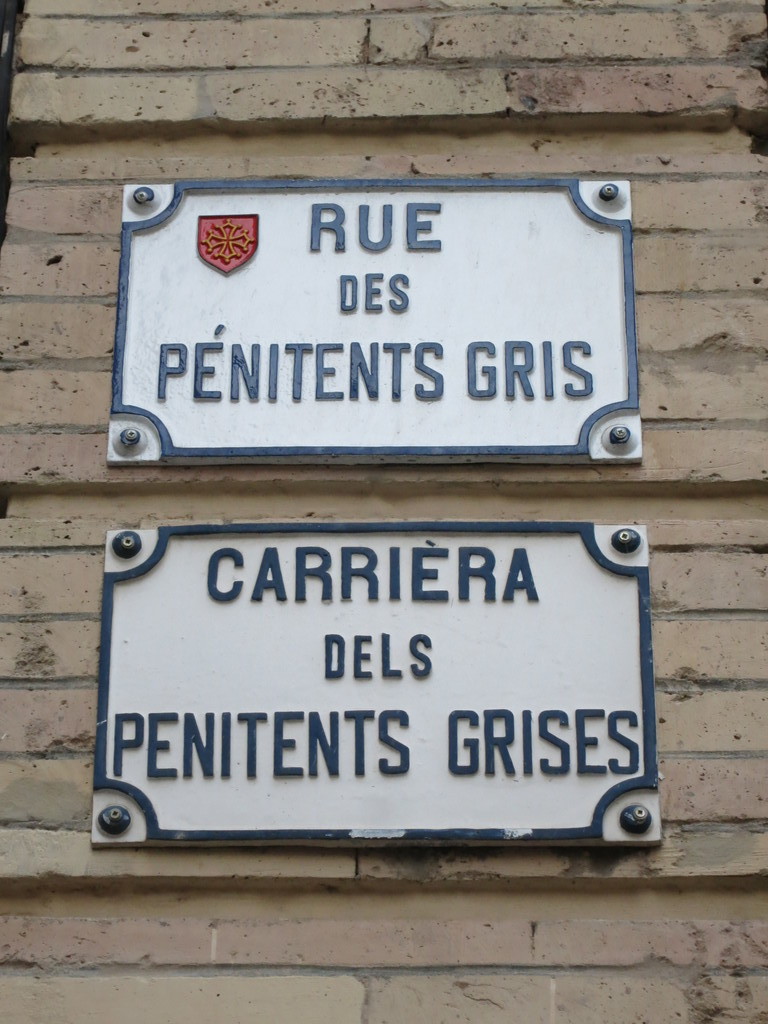 RUE
DES
PÉNITENTS GRIS
CARRIÈRA
DELS
PENITENTS GRISES